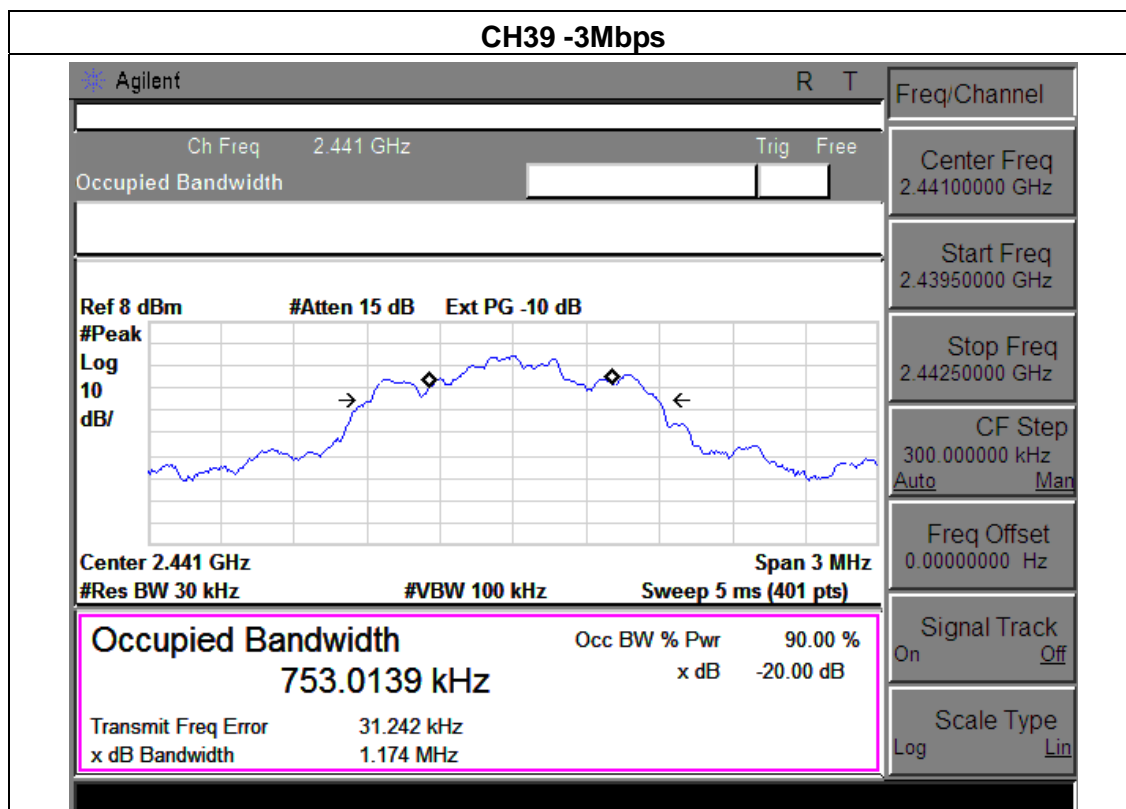 CH39 -3Mbps
Agilent R T
Ch Freq 2.441 GHz Trig Free
Occupied Bandwidth
Ref 8 dBm #Atten 15 dB Ext PG -10 dB
#Peak
Log
10
dB/
Center 2.441 GHz Span 3 MHz
#Res BW 30 kHz #VBW 100 kHz Sweep 5 ms (401 pts)
Occupied Bandwidth Occ BW % Pwr 90.00 %
753.0139 kHz x dB -20.00 dB
Transmit Freq Error 31.242 kHz
x dB Bandwidth 1.174 MHz
Freq/Channel
Center Freq
2.44100000 GHz
Start Freq
2.43950000 GHz
Stop Freq
2.44250000 GHz
CF Step
300.000000 kHz
Auto Man
Freq Offset
0.00000000 Hz
Signal Track
On Off
Scale Type
Log Lin